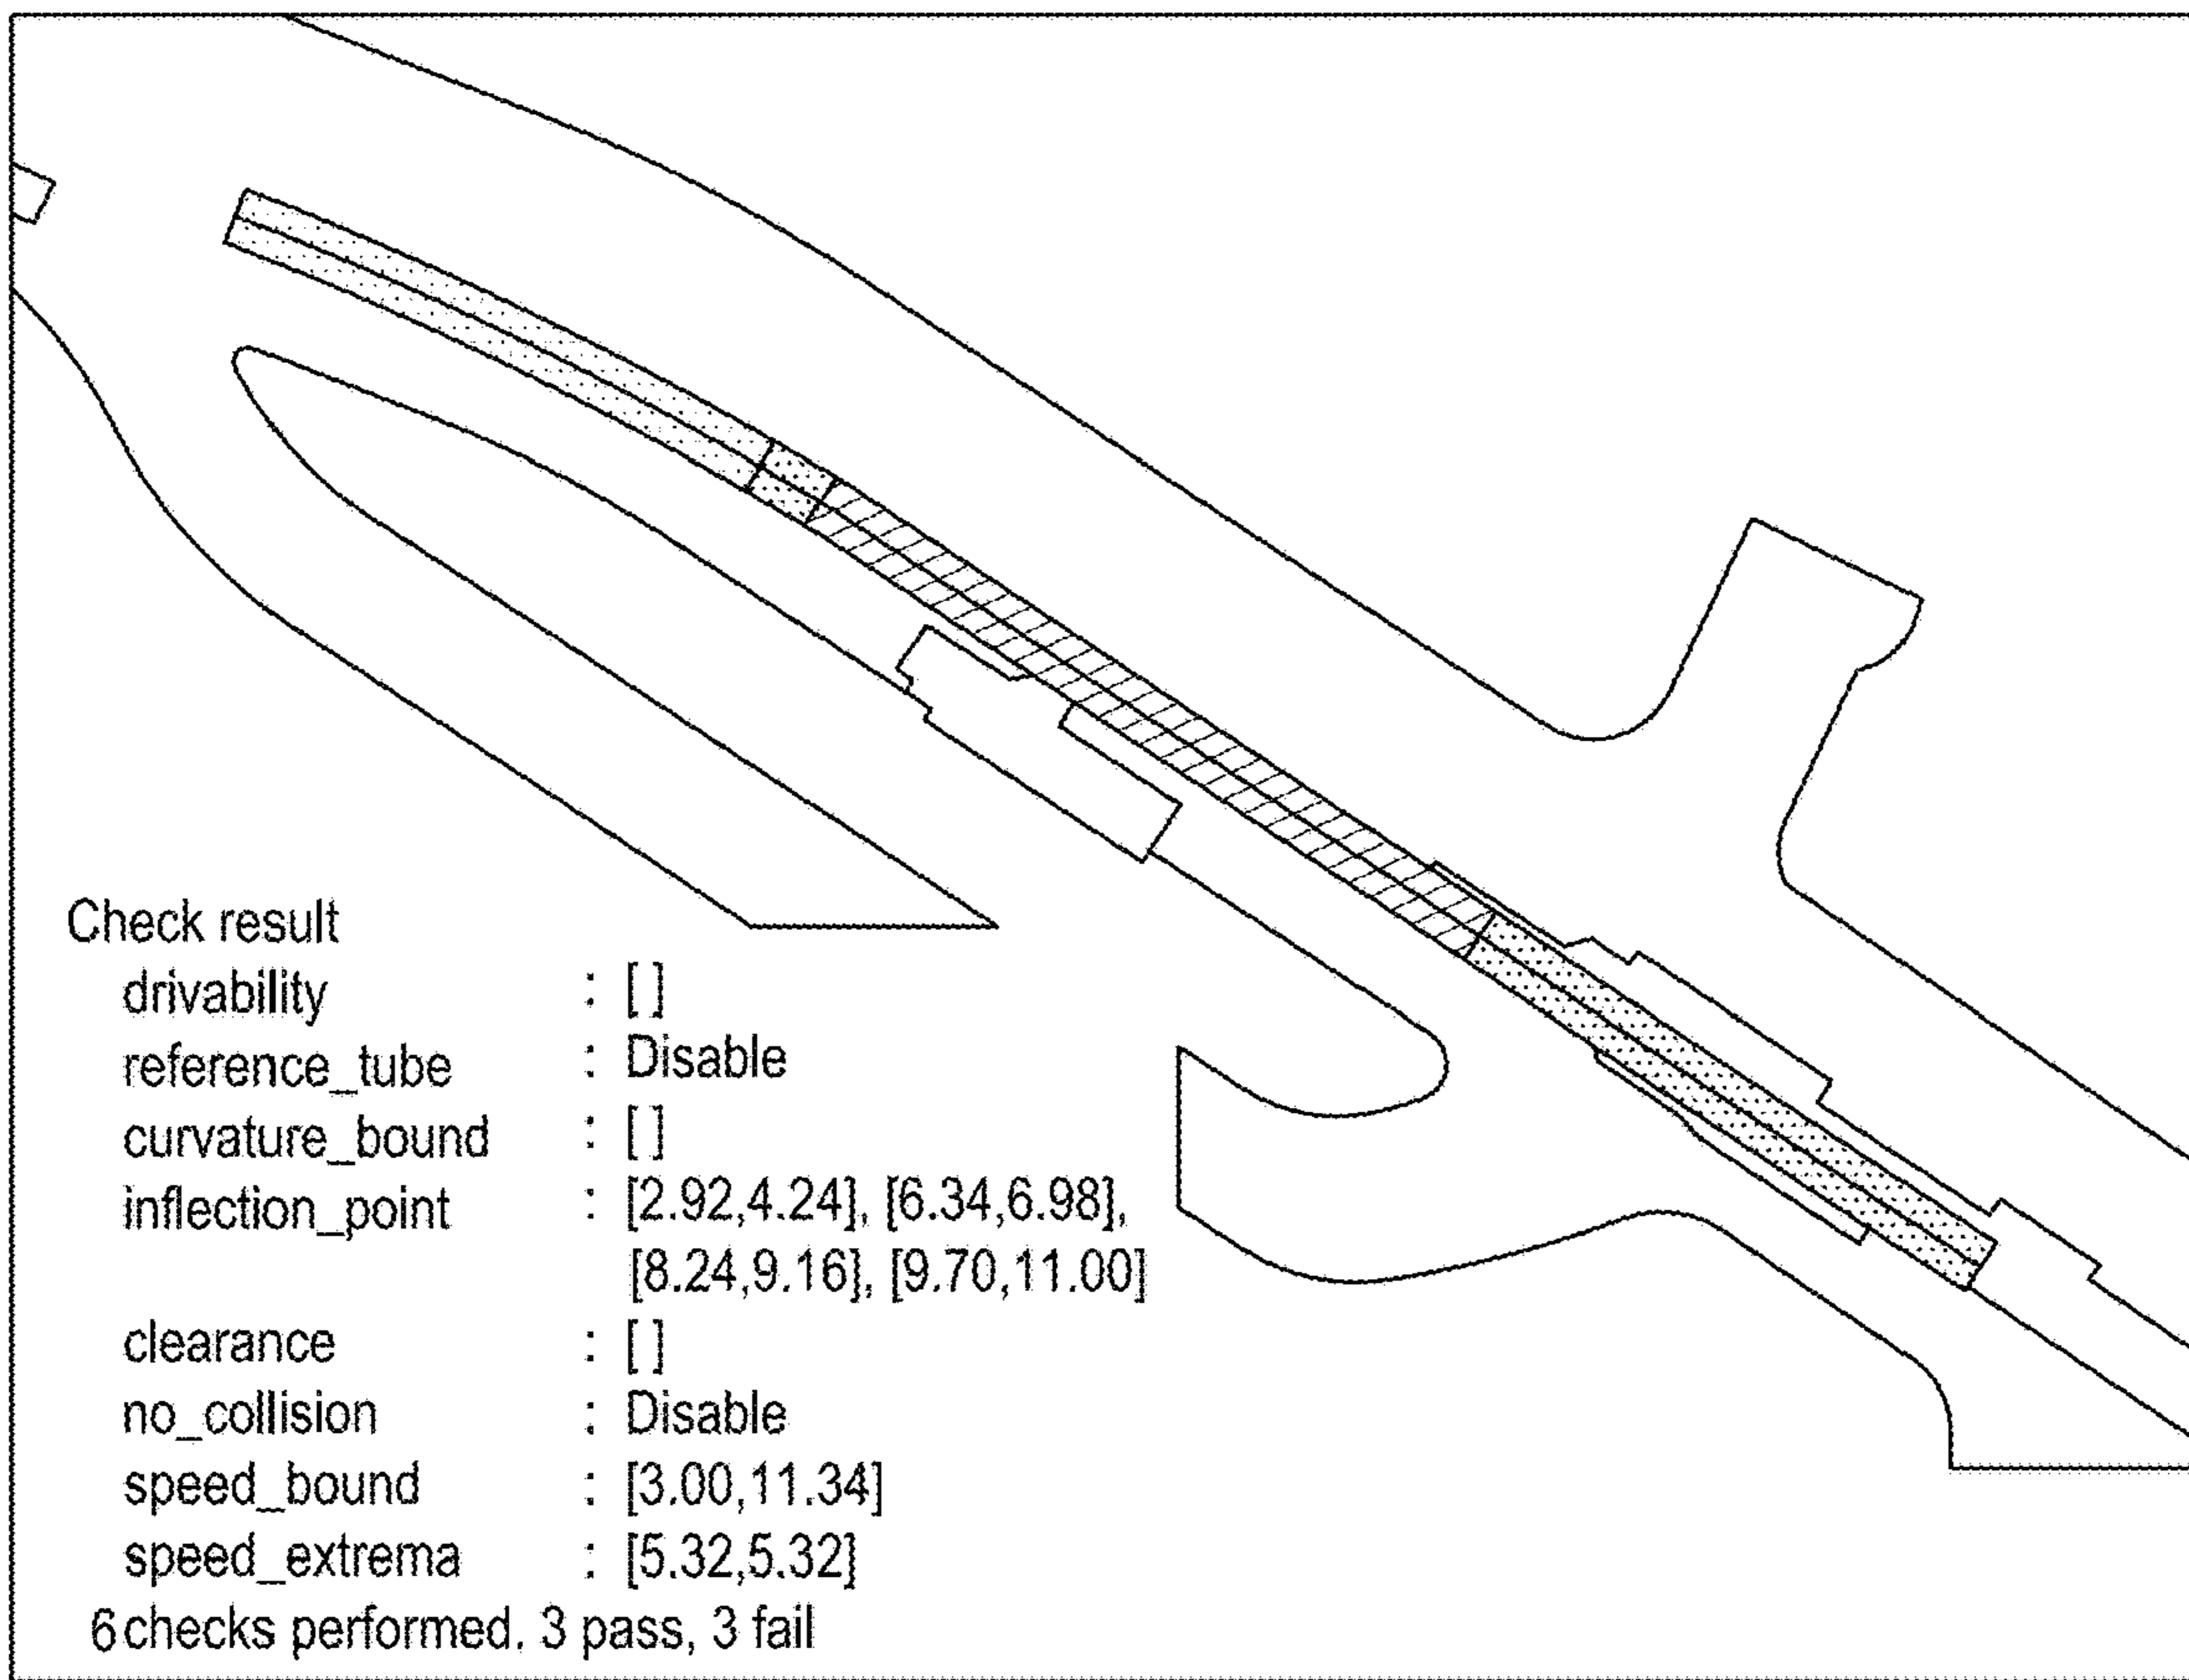 Check result
drivability : [ ]
reference_tube : Disable
curvature_bound : [ ]
inflection_point : [2.92,4.24], [6.34,6.98],
[8.24,9.16], [9.70,11.00]
clearance : [ ]
no_collision : Disable
speed_bound : [3.00,11.34]
speed_extrema : [5.32,5.32]
6 checks performed. 3 pass, 3 fail